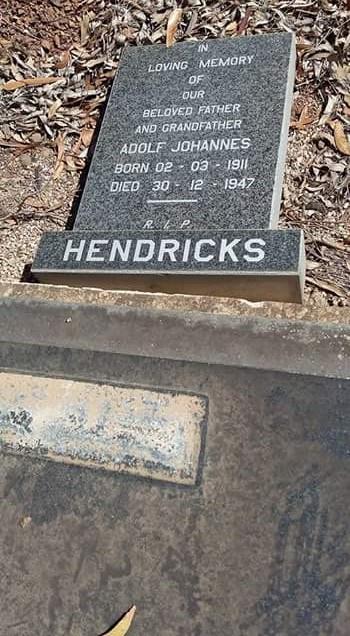 IN
LOVING MEMORY
OF
OUR
BELOVED FATHER
AND GRANDFATHER
ADOLF JOHANNES
BORN 02 - 03 - 1911
DIED 30 - 12 - 1947
R.I.P.
HENDRICKS